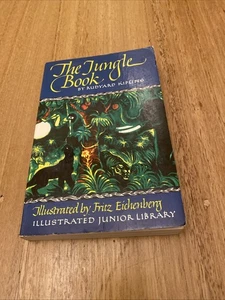 The Jungle
Book
BY RUDYARD KIPLING
Illustrated by Fritz Eichenberg
ILLUSTRATED JUNIOR LIBRARY